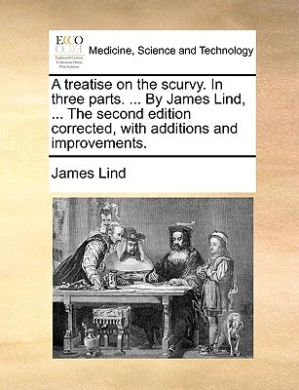 ECCO
Medicine, Science and Technology
A treatise on the scurvy. In
three parts. ... By James Lind,
... The second edition
corrected, with additions and
improvements.
James Lind